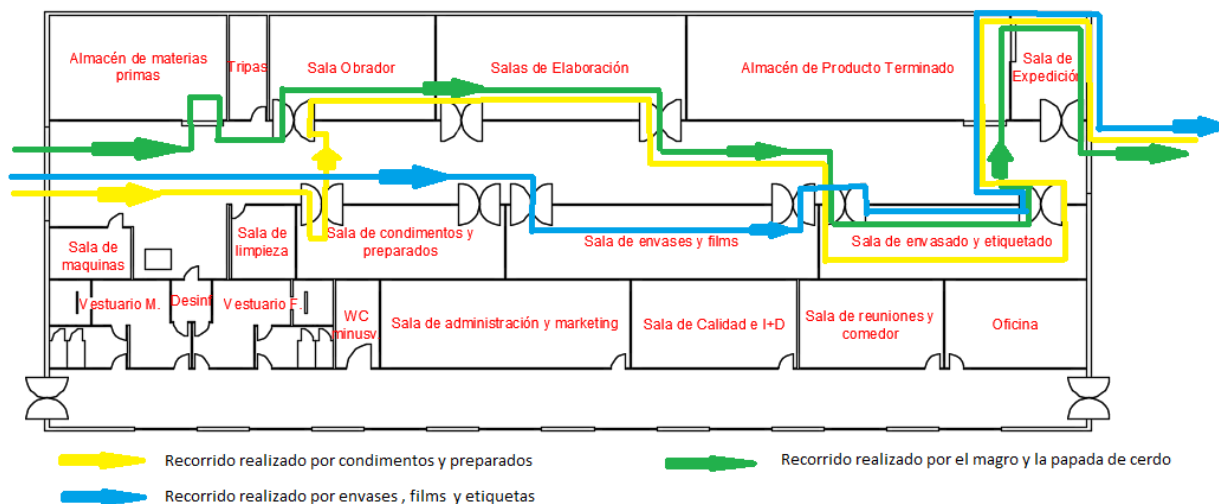 Almacén de materias
primas
Tripas
Sala Obrador
Salas de Elaboración
Almacén de Producto Terminado
Sala de
Expedición
Sala de
maquinas
Sala de
limpieza
Sala de condimentos y
preparados
Sala de envases y films
Sala de envasado y etiquetado
Vestuario M.
Desinf
Vestuario F.
WC
minusv.
Sala de administración y marketing
Sala de Calidad e I+D
Sala de reuniones y
comedor
Oficina
Recorrido realizado por condimentos y preparados
Recorrido realizado por el magro y la papada de cerdo
Recorrido realizado por envases , films y etiquetas